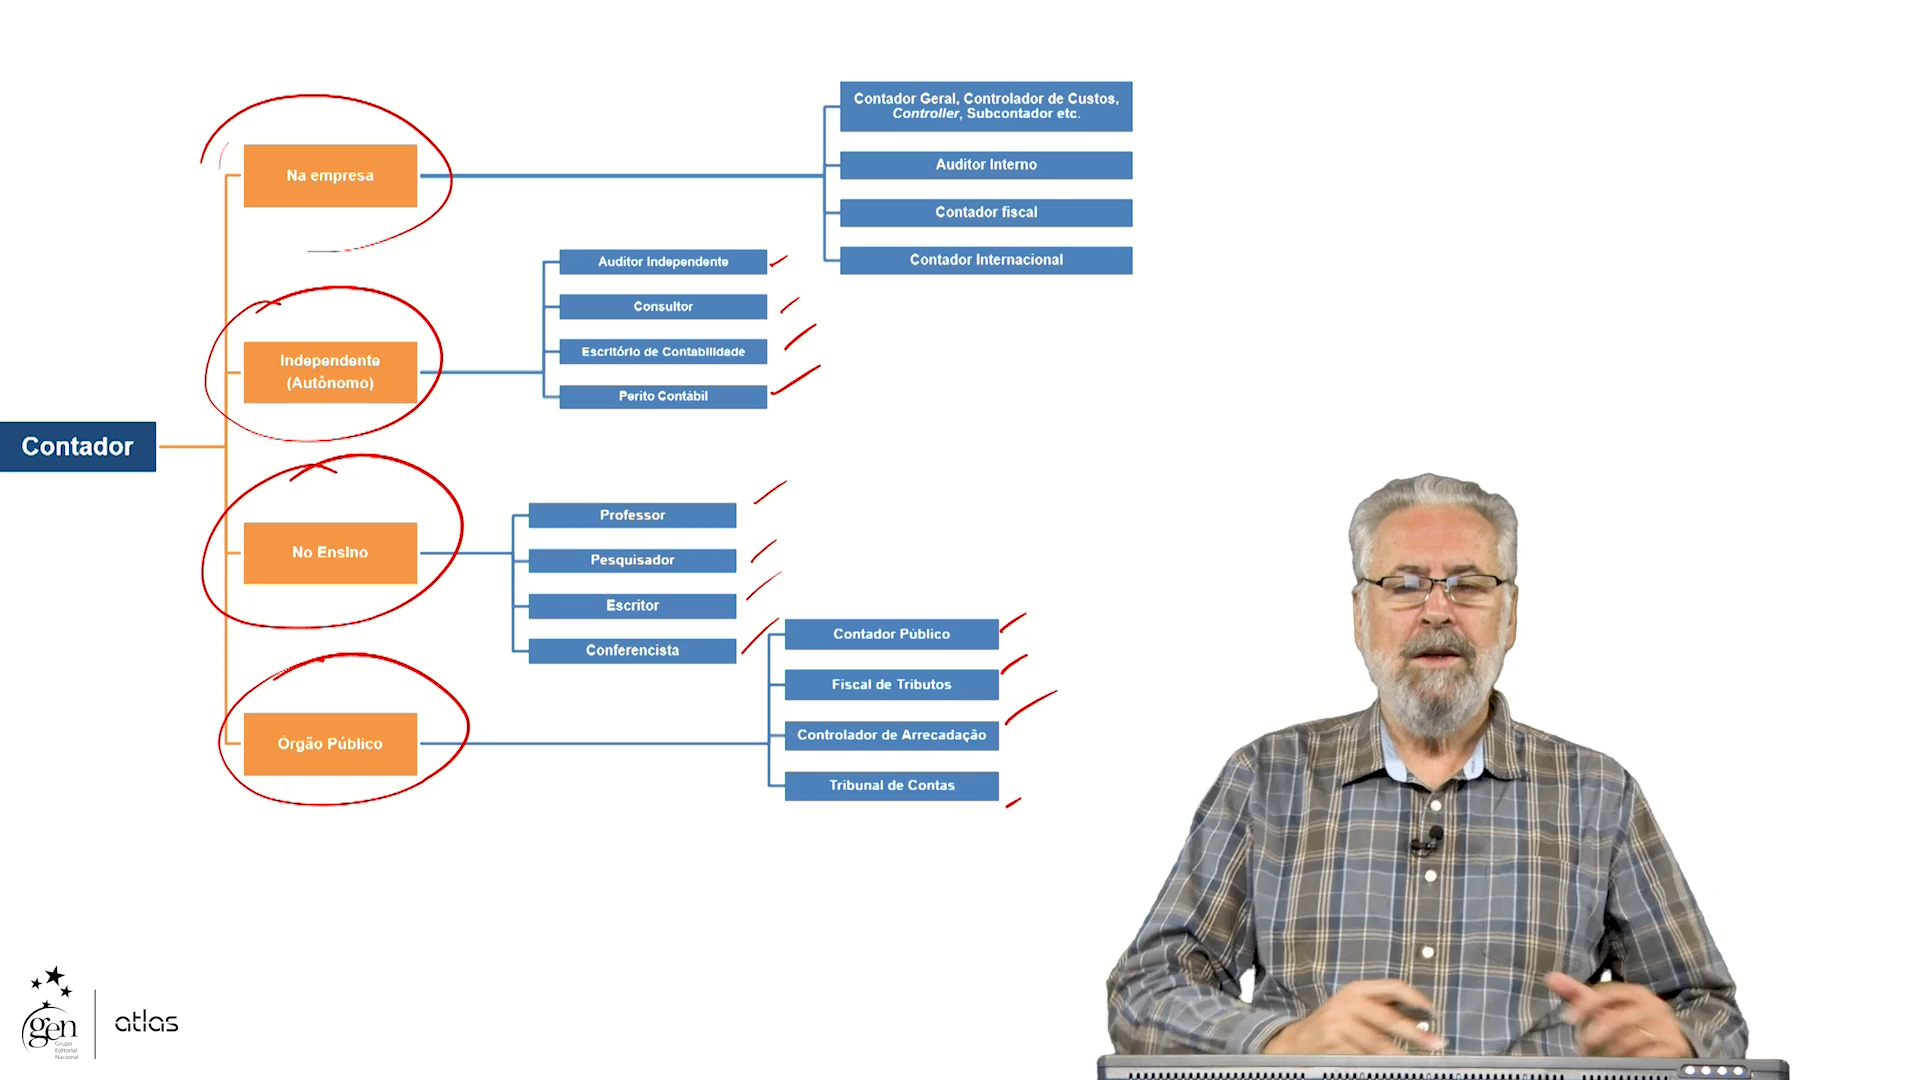 Contador
Na empresa
Contador Geral, Controlador de Custos,
Controller, Subcontador etc.
Auditor Interno
Contador fiscal
Contador Internacional
Independente
(Autônomo)
Auditor Independente
Consultor
Escritório de Contabilidade
Perito Contábil
No Ensino
Professor
Pesquisador
Escritor
Conferencista
Órgão Público
Contador Público
Fiscal de Tributos
Controlador de Arrecadação
Tribunal de Contas
gen
Grupo
Editorial
Nacional
atlas